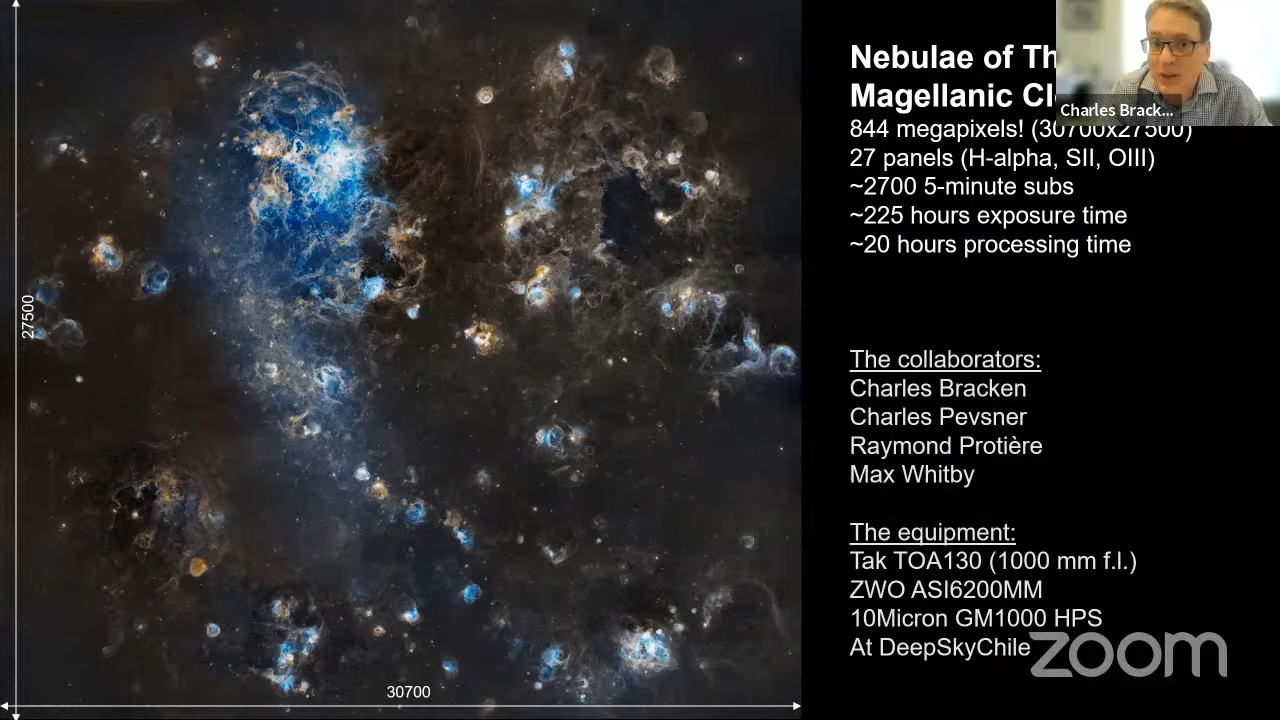 Nebulae of Th
Magellanic Cl
844 megapixels! (30700x27500)
27 panels (H-alpha, SII, OIII)
~2700 5-minute subs
~225 hours exposure time
~20 hours processing time
The collaborators:
Charles Bracken
Charles Pevsner
Raymond Protière
Max Whitby
The equipment:
Tak TOA130 (1000 mm f.l.)
ZWO ASI6200MM
10Micron GM1000 HPS
At DeepSkyChile
27500
30700
Charles Brack...
zoom